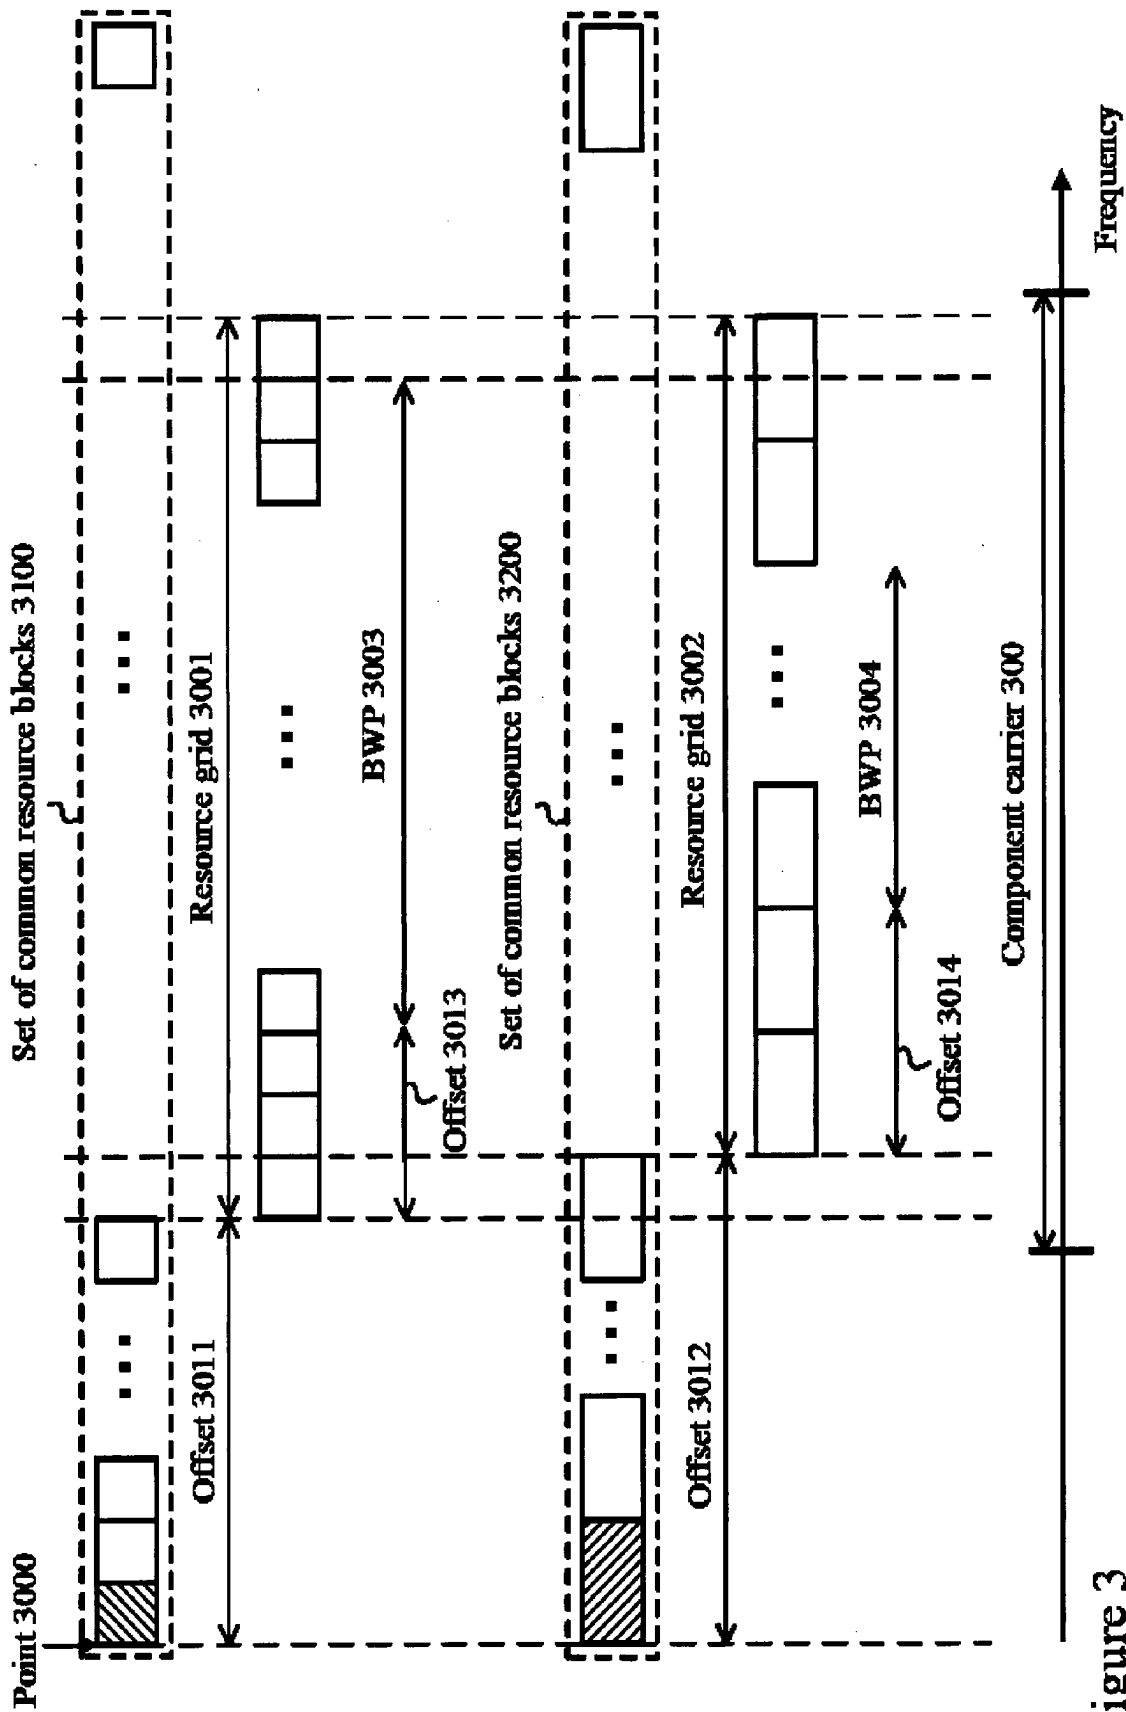 Point 3000
Set of common resource blocks 3100
Offset 3011
Resource grid 3001
Offset 3013
BWP 3003
Set of common resource blocks 3200
Offset 3012
Resource grid 3002
Offset 3014
BWP 3004
Component carrier 300
Frequency
igure 3